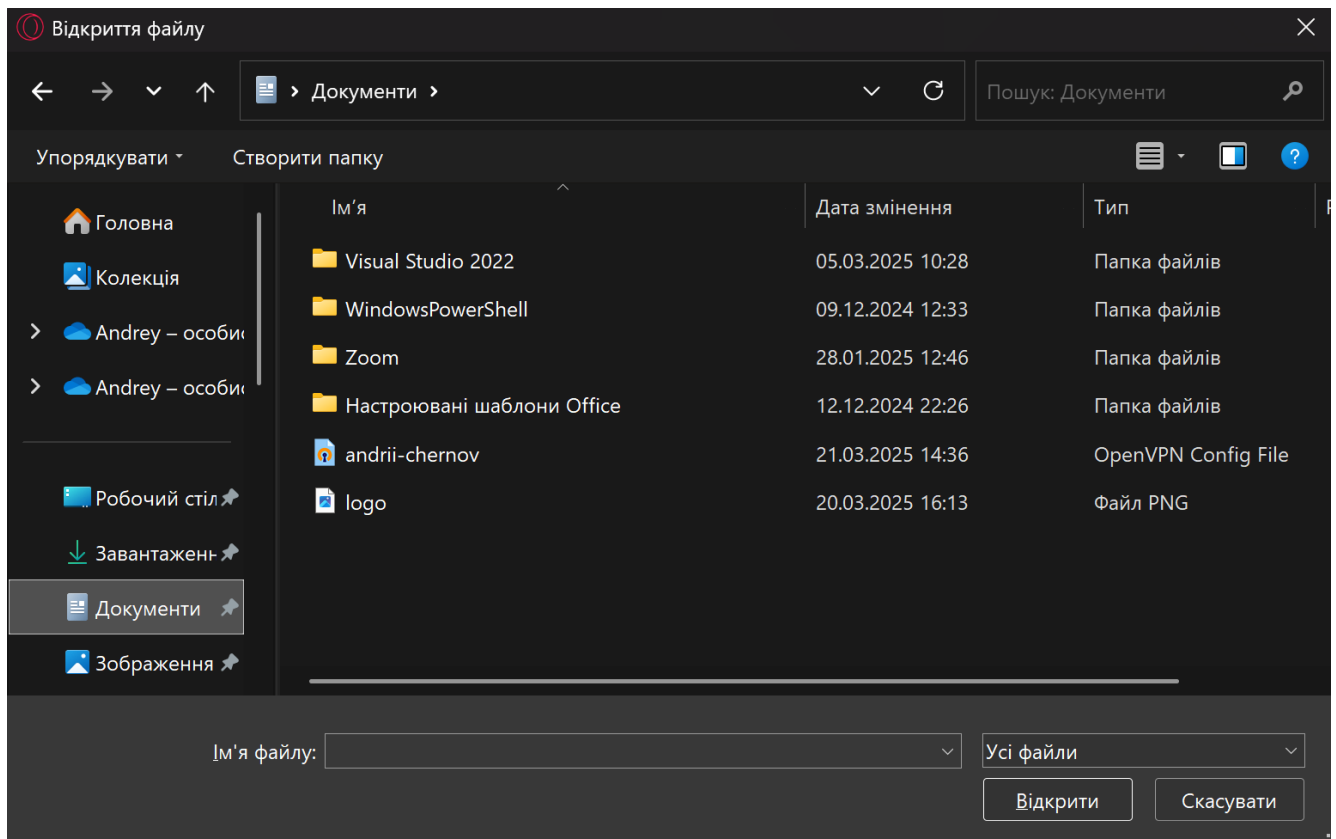 Відкриття файлу
Документи
Пошук: Документи
Упорядкувати Створити папку
Ім'я Дата змінення Тип
Головна
Колекція
Andrey – особис
Andrey – особис
Робочий стіл
Завантаженн
Документи
Зображення
Visual Studio 2022 05.03.2025 10:28 Папка файлів
WindowsPowerShell 09.12.2024 12:33 Папка файлів
Zoom 28.01.2025 12:46 Папка файлів
Настроювані шаблони Office 12.12.2024 22:26 Папка файлів
andrii-chernov 21.03.2025 14:36 OpenVPN Config File
logo 20.03.2025 16:13 Файл PNG
Ім'я файлу: Усі файли
Відкрити Скасувати